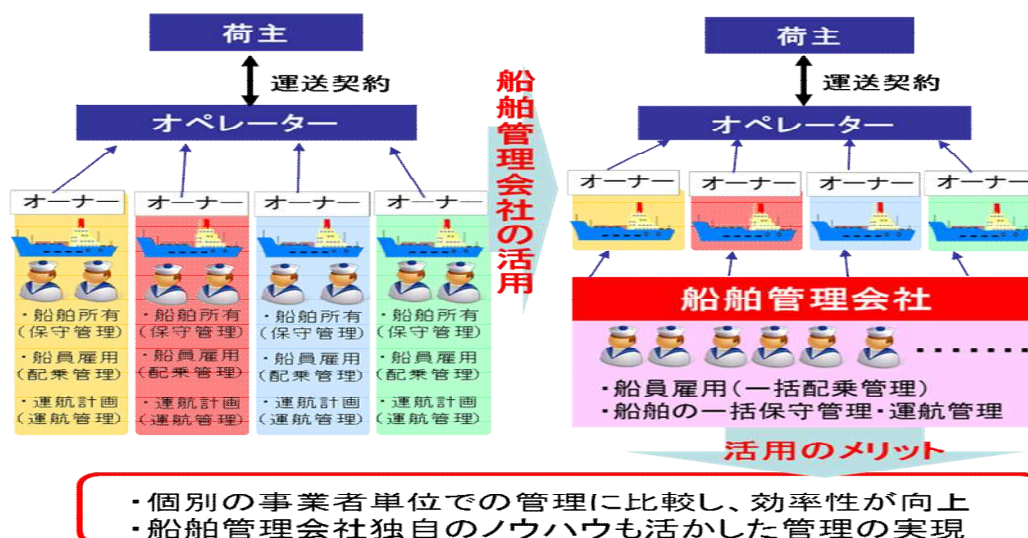 荷主
運送契約
オペレーター
オーナー
オーナー
オーナー
オーナー
・船舶所有
(保守管理)
・船員雇用
(配乗管理)
・運航計画
(運航管理)
・船舶所有
(保守管理)
・船員雇用
(配乗管理)
・運航計画
(運航管理)
・船舶所有
(保守管理)
・船員雇用
(配乗管理)
・運航計画
(運航管理)
・船舶所有
(保守管理)
・船員雇用
(配乗管理)
・運航計画
(運航管理)
船舶管理会社の活用
荷主
運送契約
オペレーター
オーナー
オーナー
オーナー
オーナー
船舶管理会社
・・・・・・
・船員雇用(一括配乗管理)
・船舶の一括保守管理・運航管理
活用のメリット
・個別の事業者単位での管理に比較し、効率性が向上
・船舶管理会社独自のノウハウも活かした管理の実現